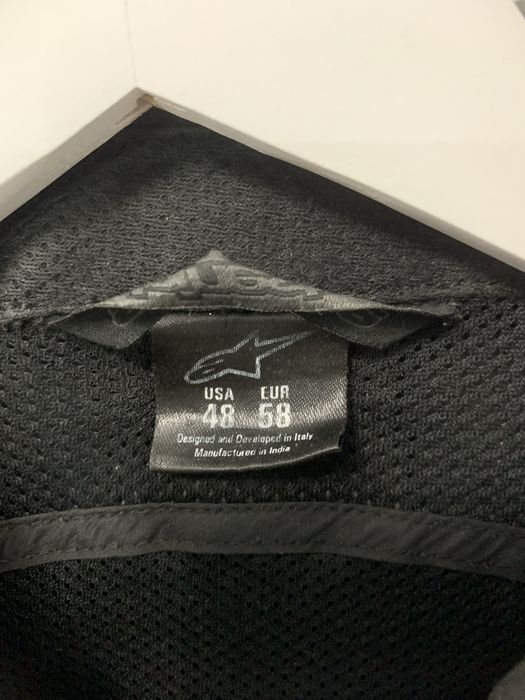 USA EUR
48 58
Designed and Developed in Italy
Manufactured in India